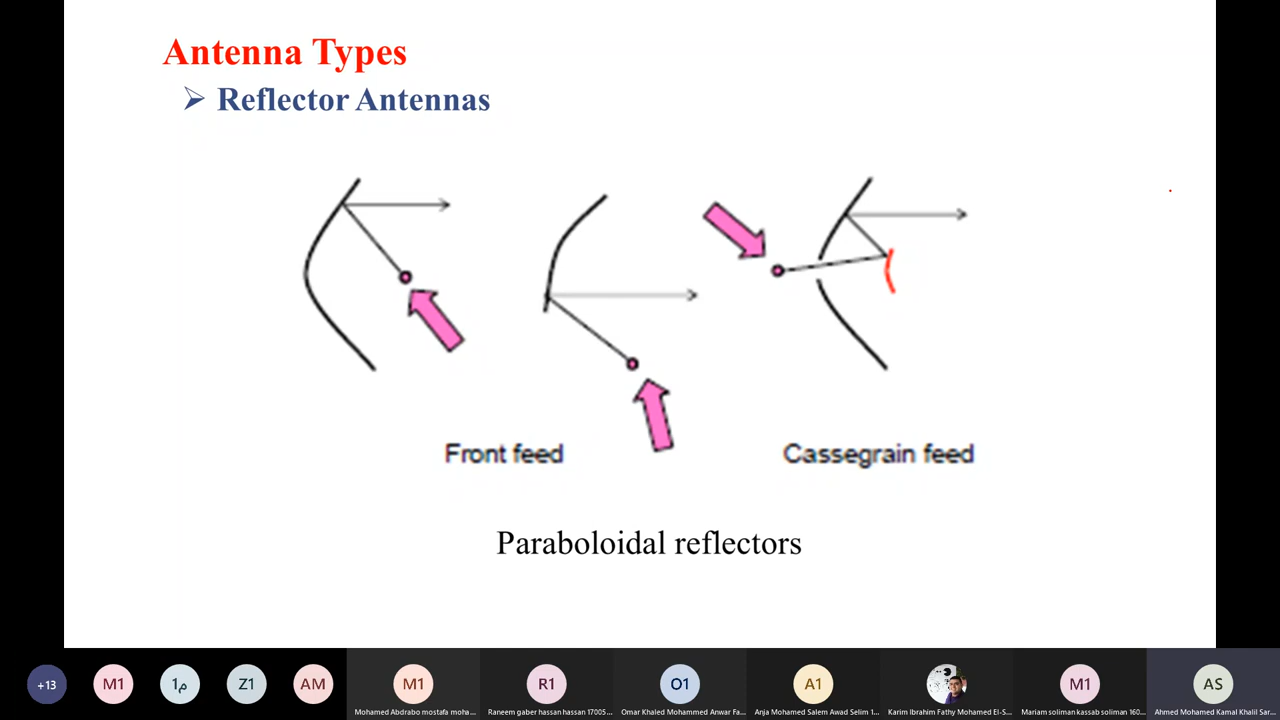 Antenna Types
Reflector Antennas
Front feed
Cassegrain feed
Paraboloidal reflectors
+13
M1
1م
Z1
AM
M1
R1
O1
A1
M1
AS
Mohamed Abdrabo mostafa moha...
Raneem gaber hassan hassan 17005...
Omar Khaled Mohammed Anwar Fa...
Anja Mohamed Salem Awad Selim 1...
Karim Ibrahim Fathy Mohamed El-S...
Mariam soliman kassab soliman 160...
Ahmed Mohamed Kamal Khalil Sar...